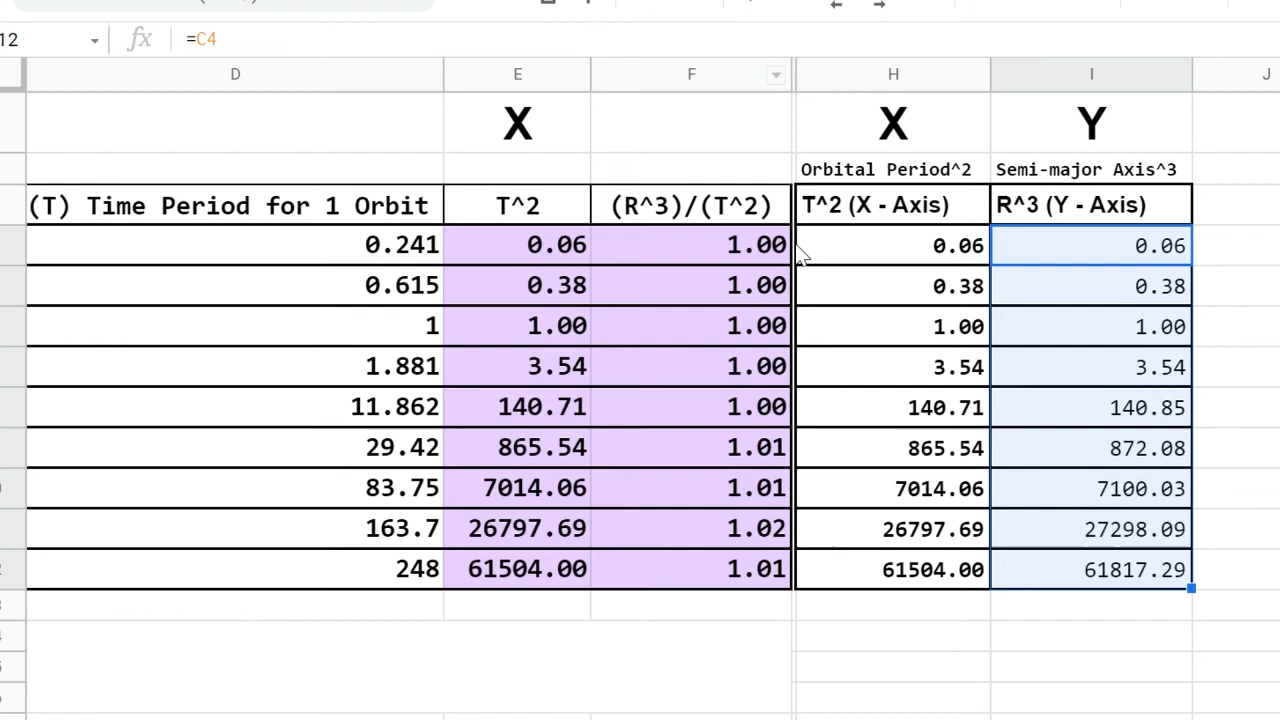 12 fx =C4
D E F H I J
X X Y
Orbital Period^2 Semi-major Axis^3
(T) Time Period for 1 Orbit T^2 (R^3)/(T^2) T^2 (X - Axis) R^3 (Y - Axis)
0.241 0.06 1.00 0.06 0.06
0.615 0.38 1.00 0.38 0.38
1 1.00 1.00 1.00 1.00
1.881 3.54 1.00 3.54 3.54
11.862 140.71 1.00 140.71 140.85
29.42 865.54 1.01 865.54 872.08
83.75 7014.06 1.01 7014.06 7100.03
163.7 26797.69 1.02 26797.69 27298.09
248 61504.00 1.01 61504.00 61817.29